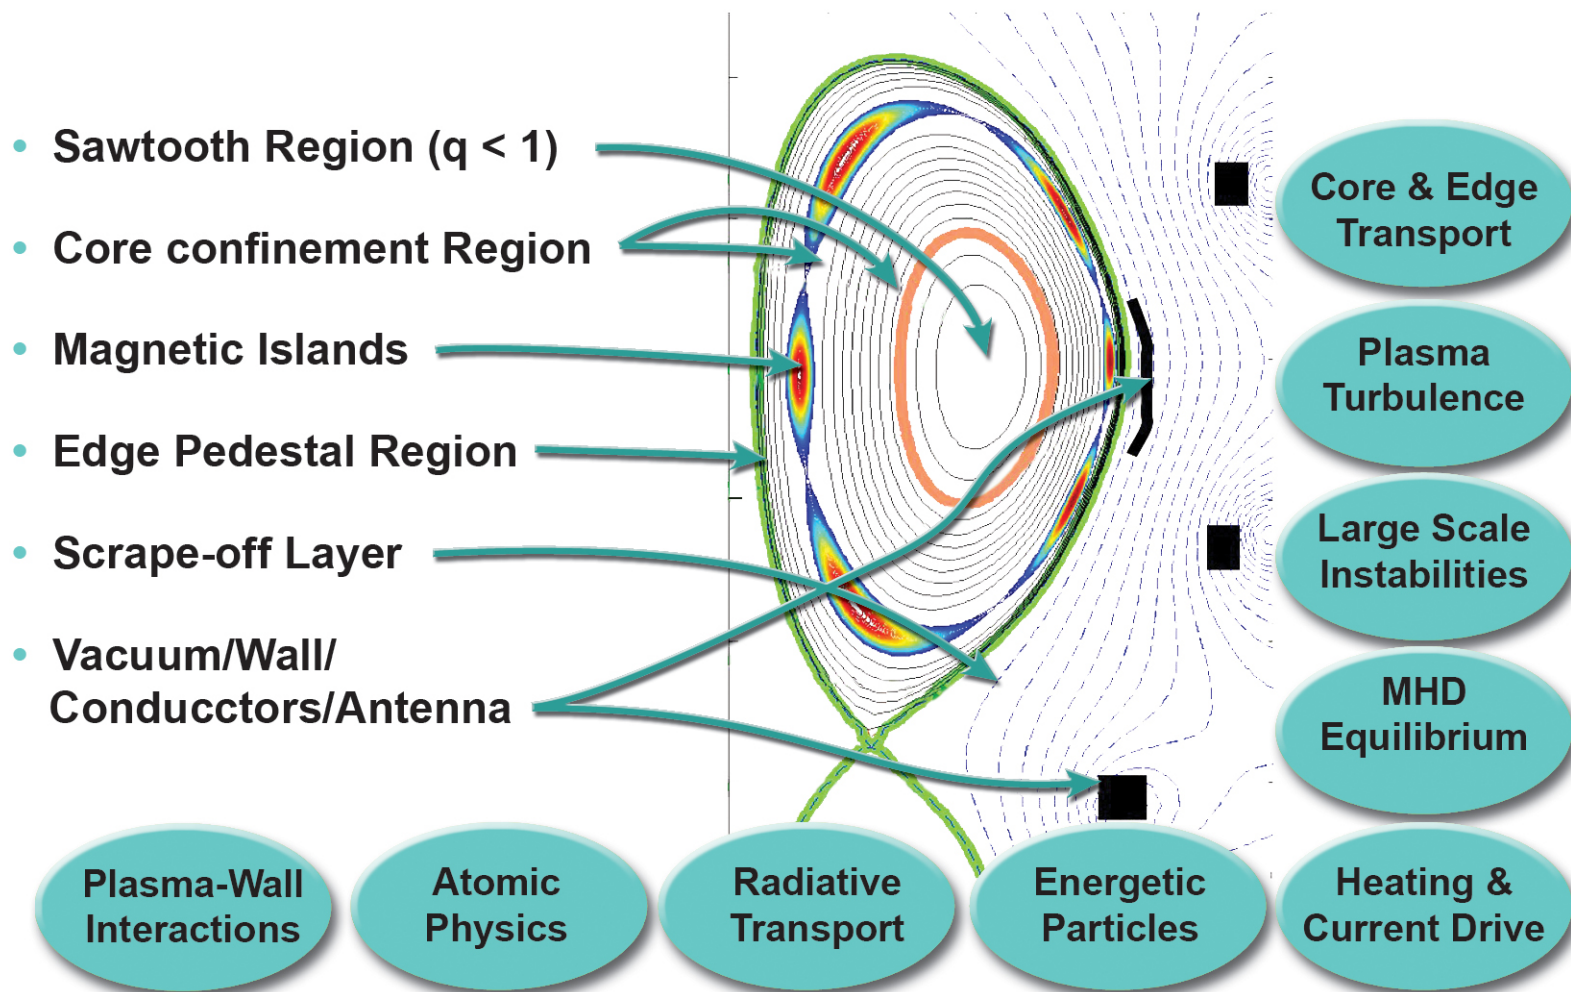 • Sawtooth Region (q < 1)
• Core confinement Region
• Magnetic Islands
• Edge Pedestal Region
• Scrape-off Layer
• Vacuum/Wall/
Conducctors/Antenna
Core & Edge
Transport
Plasma
Turbulence
Large Scale
Instabilities
MHD
Equilibrium
Plasma-Wall
Interactions
Atomic
Physics
Radiative
Transport
Energetic
Particles
Heating &
Current Drive